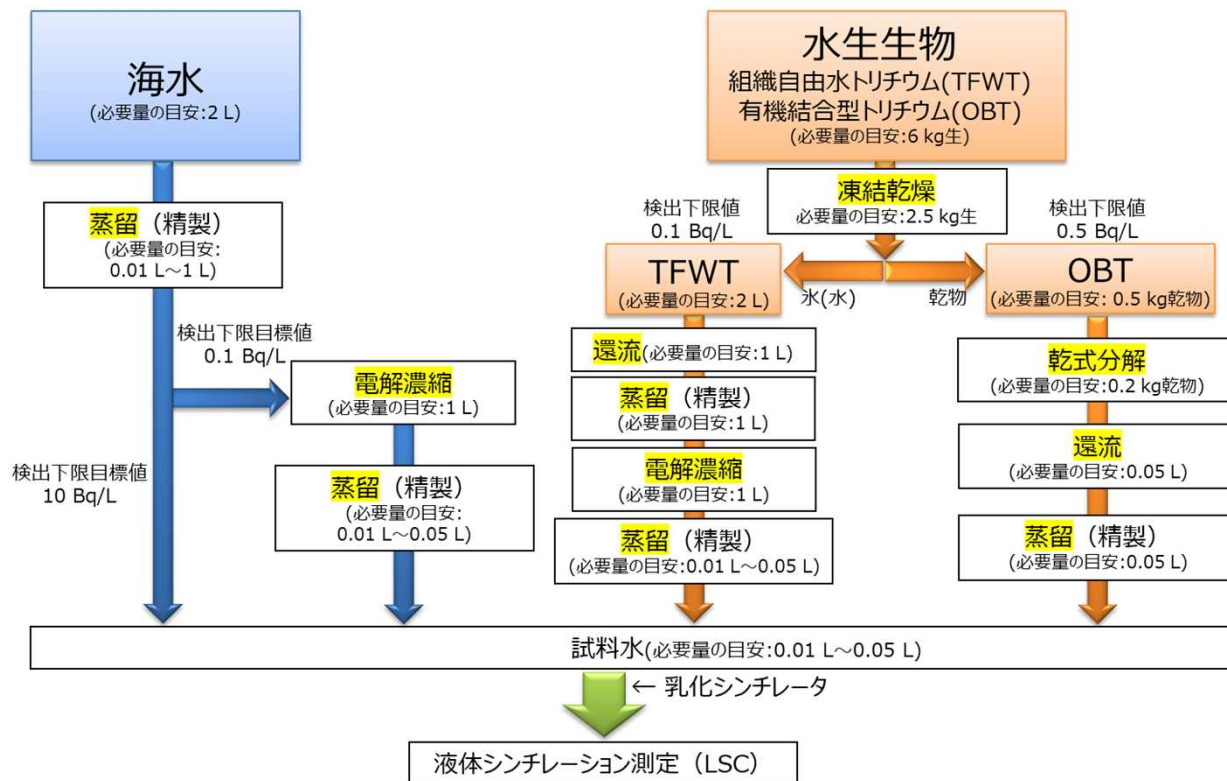 海水
(必要量の目安:2 L)
蒸留（精製）
(必要量の目安:
0.01 L～1 L)
検出下限目標値
0.1 Bq/L
電解濃縮
(必要量の目安:1 L)
検出下限目標値
10 Bq/L
蒸留（精製）
(必要量の目安:
0.01 L～0.05 L)
水生生物
組織自由水トリチウム(TFWT)
有機結合型トリチウム(OBT)
(必要量の目安:6 kg生)
凍結乾燥
必要量の目安:2.5 kg生
検出下限値
0.1 Bq/L
検出下限値
0.5 Bq/L
TFWT
(必要量の目安:2 L)
氷(水)
乾物
OBT
(必要量の目安: 0.5 kg乾物)
還流(必要量の目安:1 L)
蒸留（精製）
(必要量の目安:1 L)
電解濃縮
(必要量の目安:1 L)
蒸留（精製）
(必要量の目安:0.01 L～0.05 L)
乾式分解
(必要量の目安:0.2 kg乾物)
還流
(必要量の目安:0.05 L)
蒸留（精製）
(必要量の目安:0.05 L)
試料水(必要量の目安:0.01 L～0.05 L)
← 乳化シンチレータ
液体シンチレーション測定（LSC）